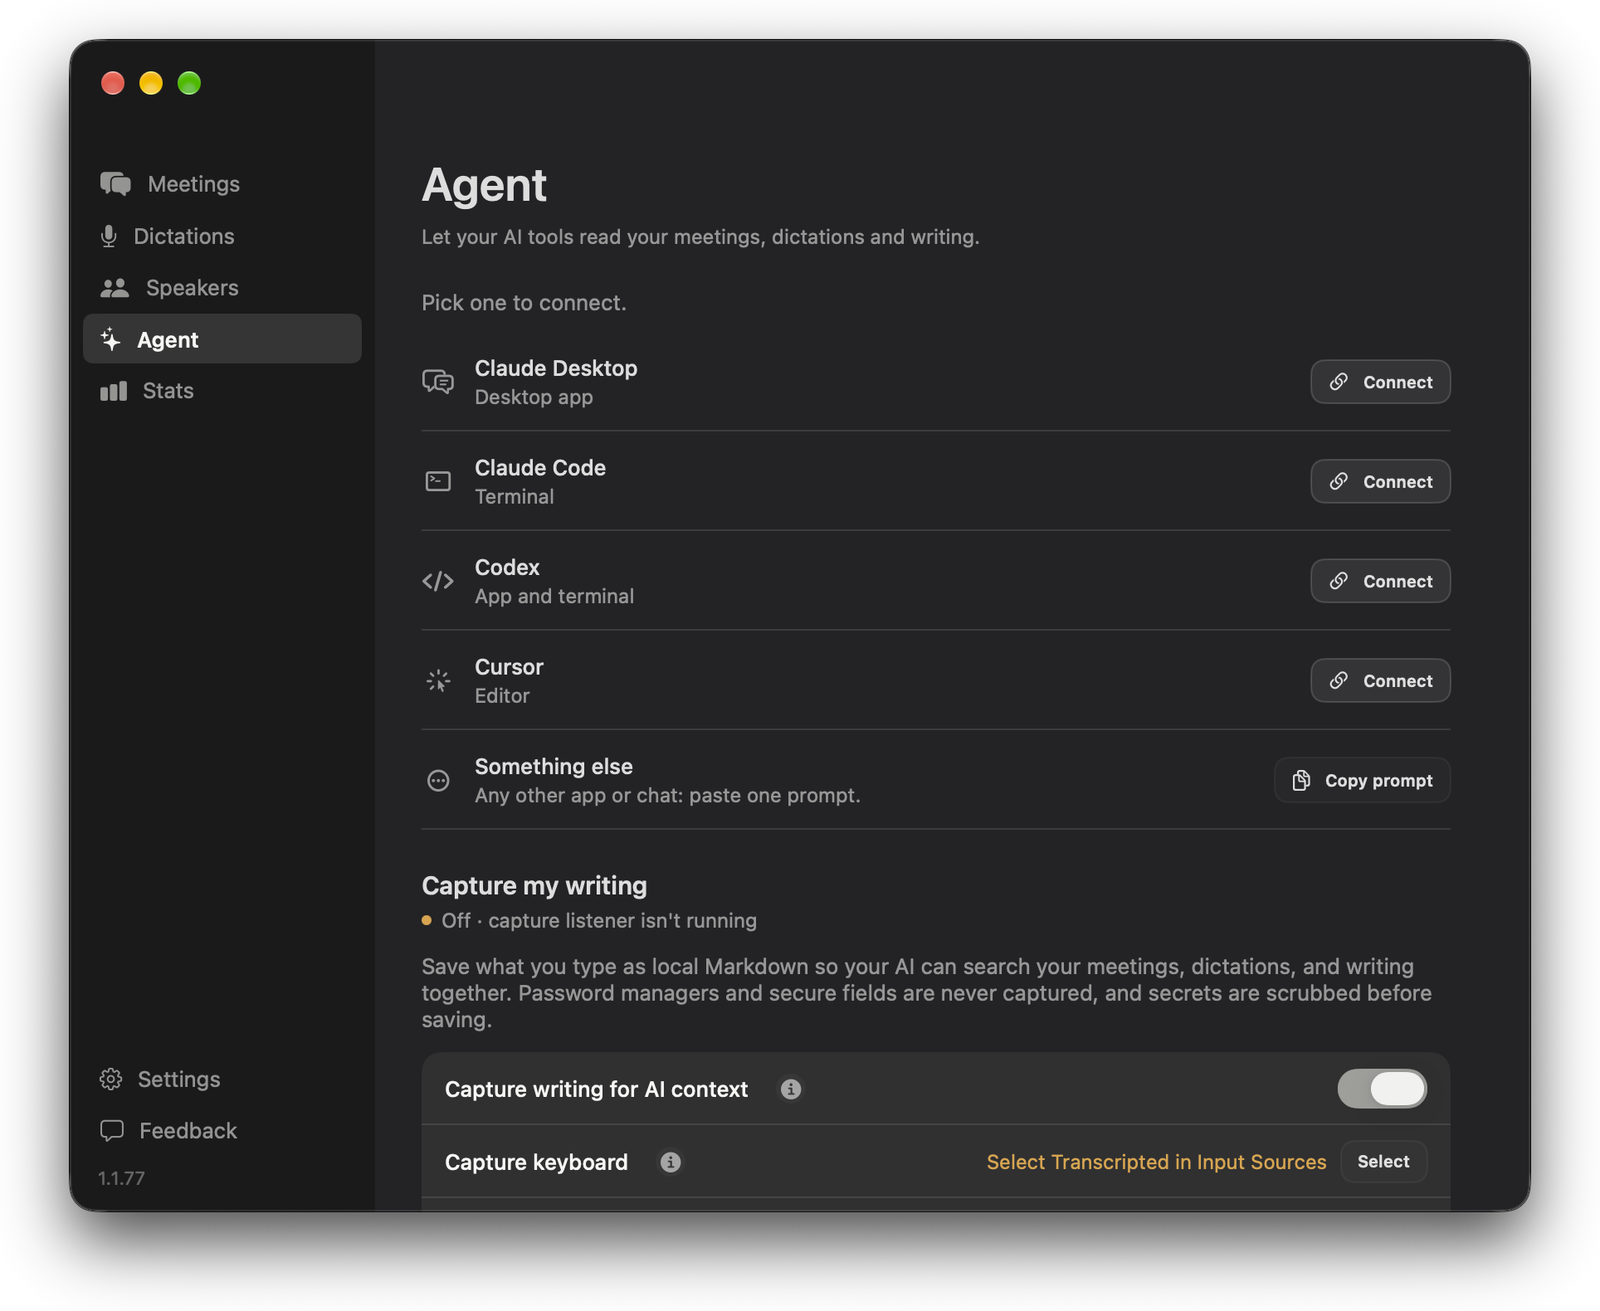 Meetings
Dictations
Speakers
Agent
Stats
Settings
Feedback
1.1.77
Agent
Let your AI tools read your meetings, dictations and writing.
Pick one to connect.
Claude Desktop
Desktop app
Connect
Claude Code
Terminal
Connect
Codex
App and terminal
Connect
Cursor
Editor
Connect
Something else
Any other app or chat: paste one prompt.
Copy prompt
Capture my writing
Off · capture listener isn't running
Save what you type as local Markdown so your AI can search your meetings, dictations, and writing
together. Password managers and secure fields are never captured, and secrets are scrubbed before
saving.
Capture writing for AI context
Capture keyboard
Select Transcripted in Input Sources
Select